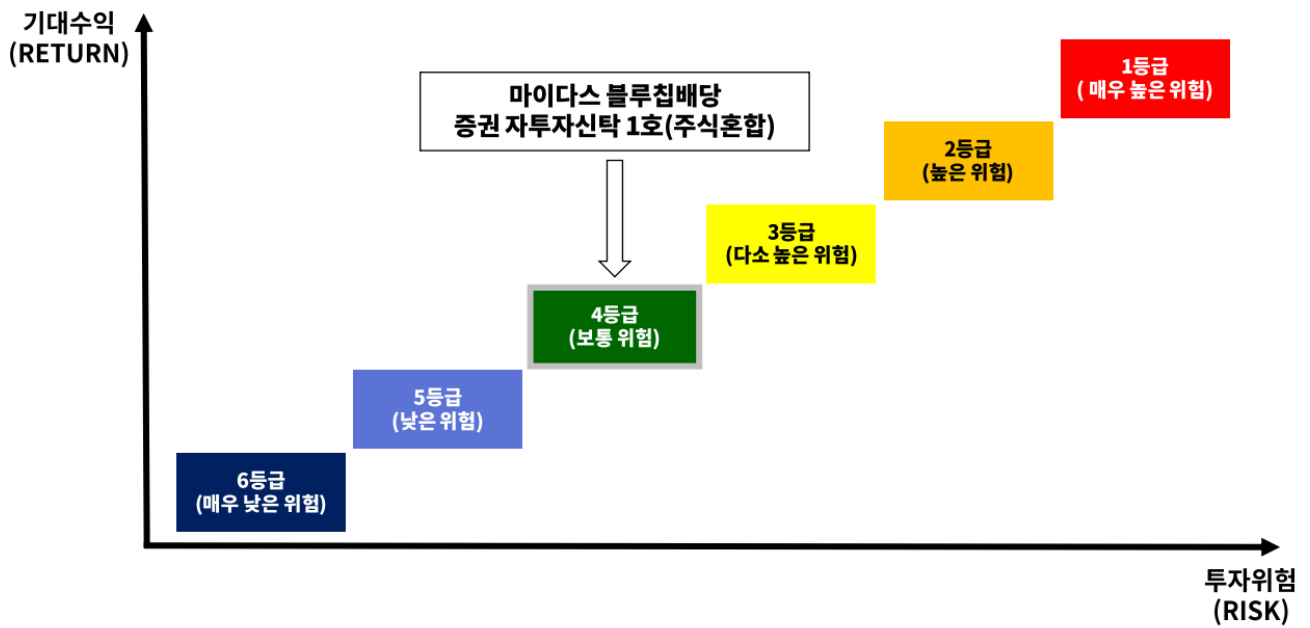 기대수익
(RETURN)
마이다스 블루칩배당
증권 자투자신탁 1호(주식혼합)
1등급
( 매우 높은 위험)
2등급
(높은 위험)
3등급
(다소 높은 위험)
4등급
(보통 위험)
5등급
(낮은 위험)
6등급
(매우 낮은 위험)
투자위험
(RISK)